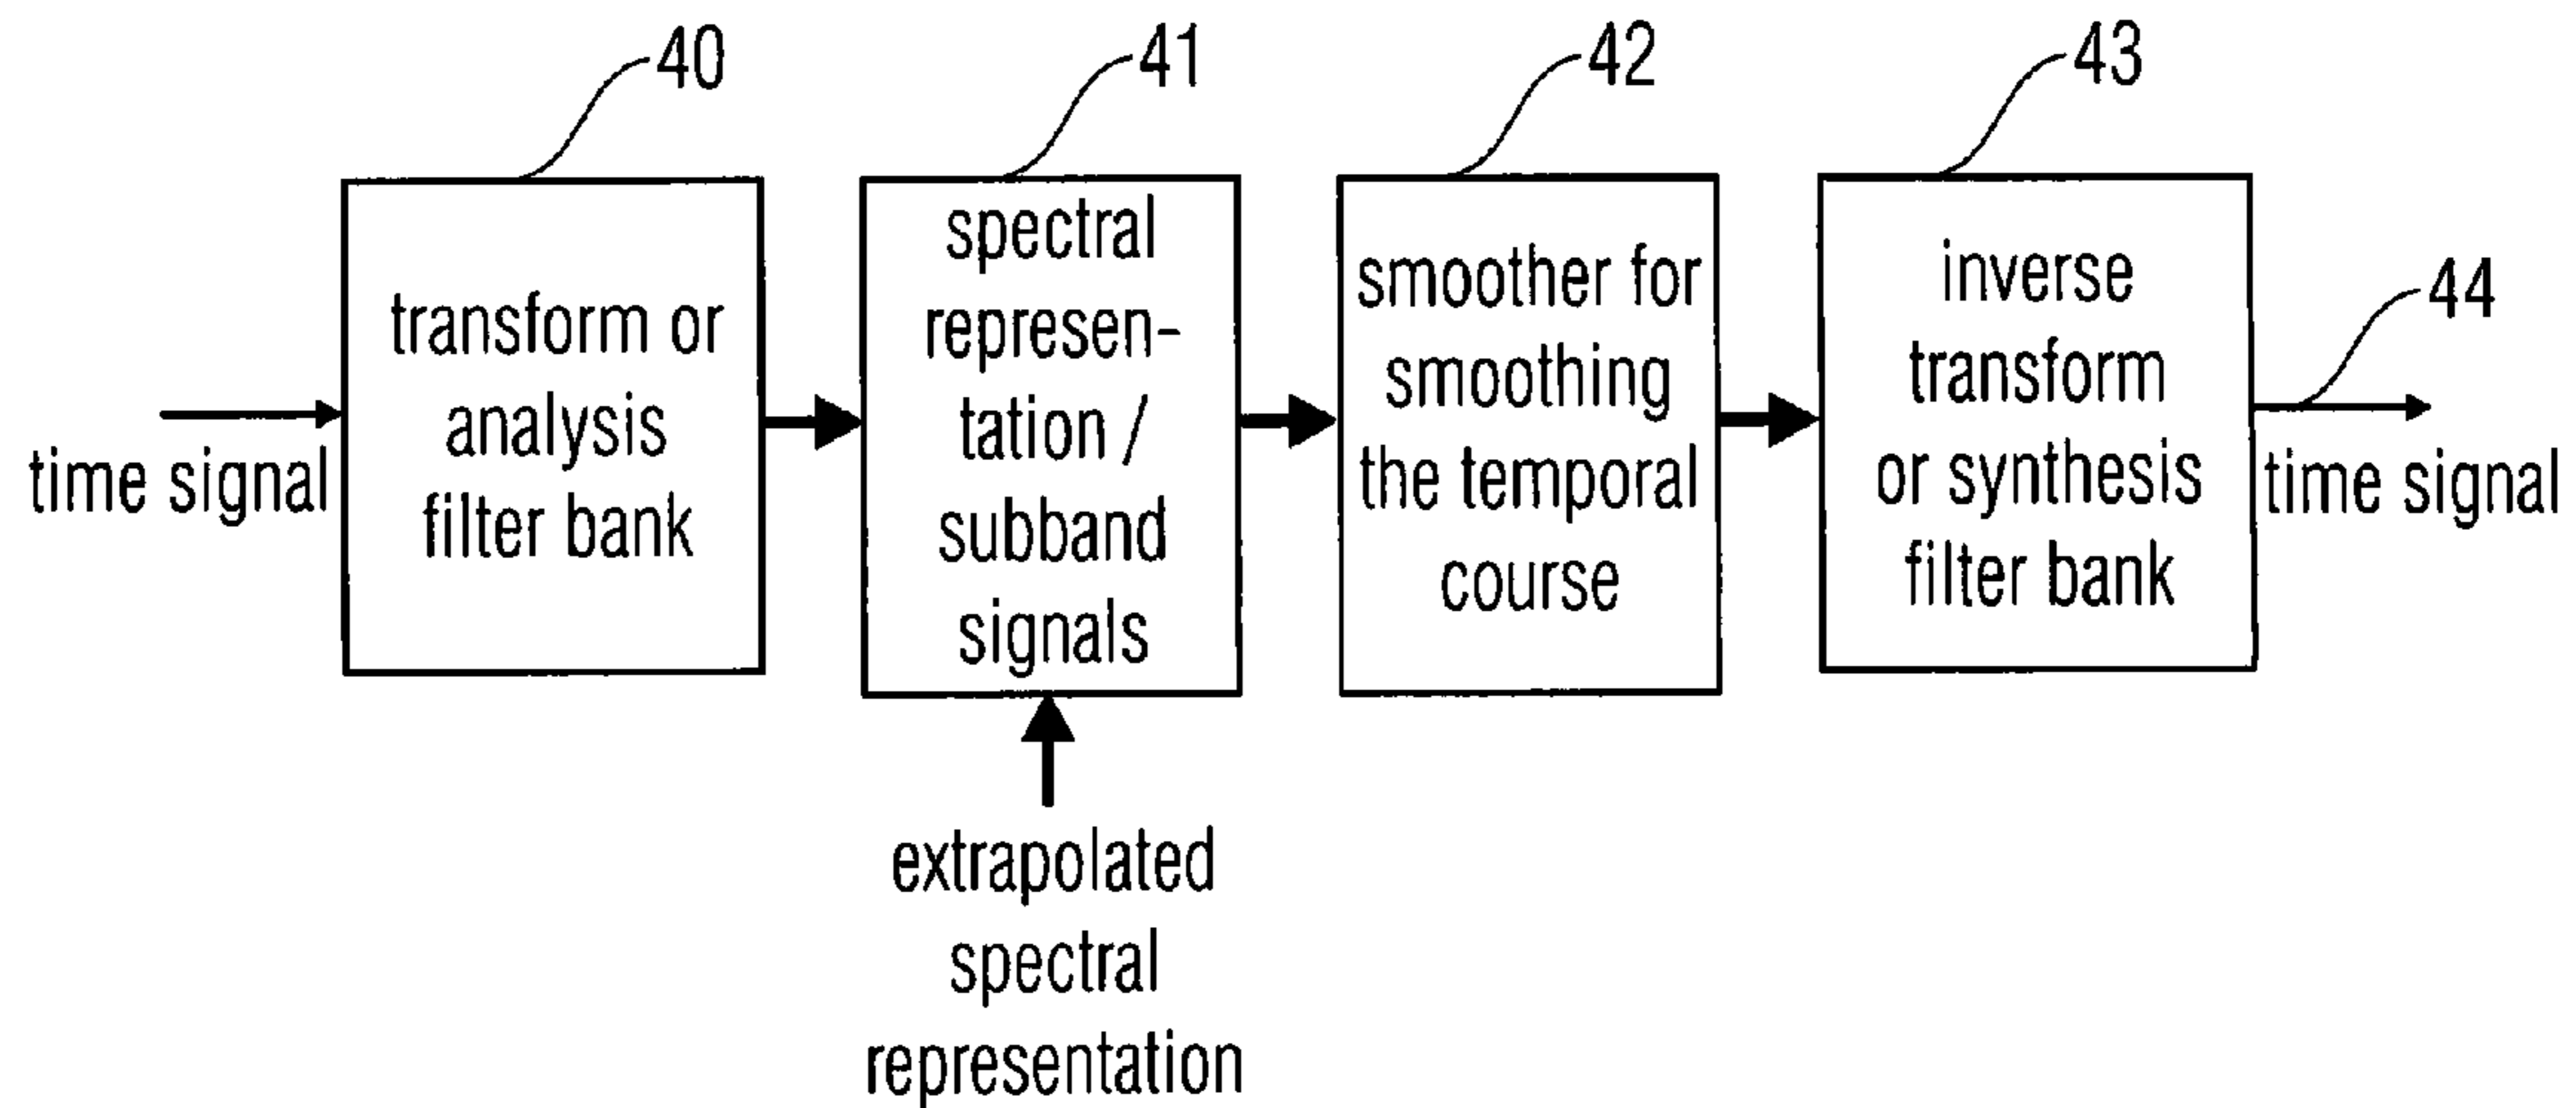 40
41
42
43
time signal
transform or
analysis
filter bank
spectral
represen-
tation /
subband
signals
smoother for
smoothing
the temporal
course
inverse
transform
or synthesis
filter bank
44
time signal
extrapolated
spectral
representation